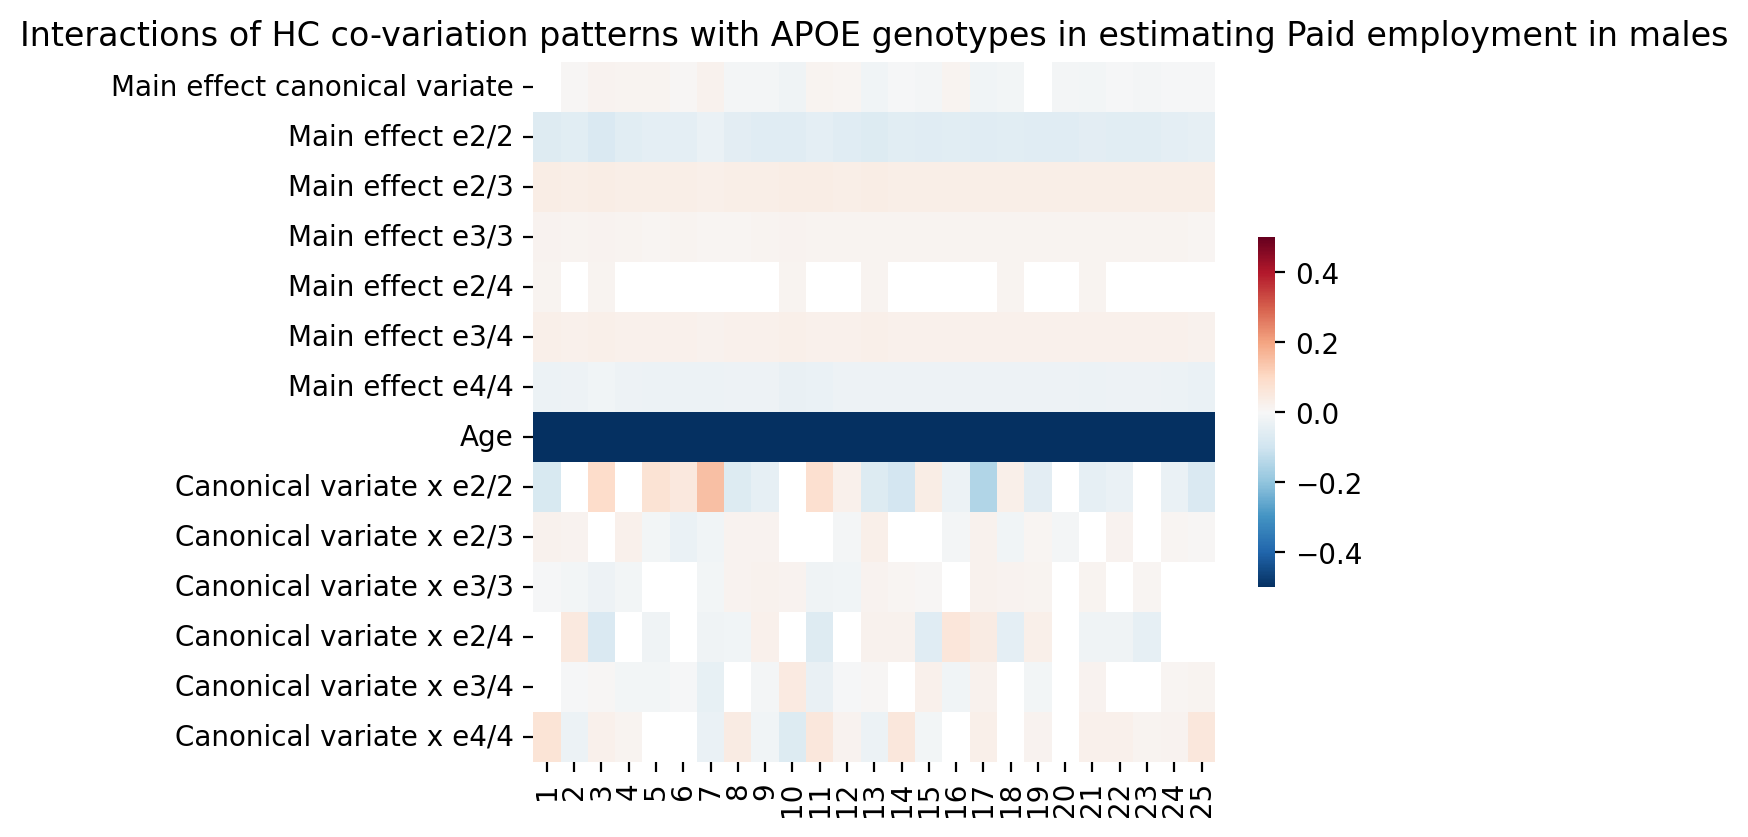 Interactions of HC co-variation patterns with APOE genotypes in estimating Paid employment in males
Main effect canonical variate
Main effect e2/2
Main effect e2/3
Main effect e3/3
Main effect e2/4
Main effect e3/4
Main effect e4/4
Age
Canonical variate x e2/2
Canonical variate x e2/3
Canonical variate x e3/3
Canonical variate x e2/4
Canonical variate x e3/4
Canonical variate x e4/4
1 2 3 4 5 6 7 8 9 10 11 12 13 14 15 16 17 18 19 20 21 22 23 24 25
0.4
0.2
0.0
−0.2
−0.4